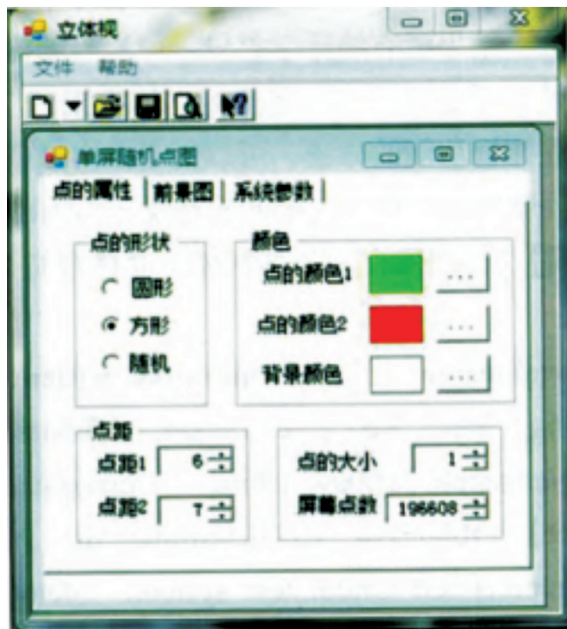 立体视
文件 帮助
单屏随机点图
点的属性 前景图 系统参数
点的形状
圆形
方形
随机
颜色
点的颜色1 ...
点的颜色2 ...
背景颜色 ...
点距
点距1 6
点距2 7
点的大小 1
屏幕点数 196608